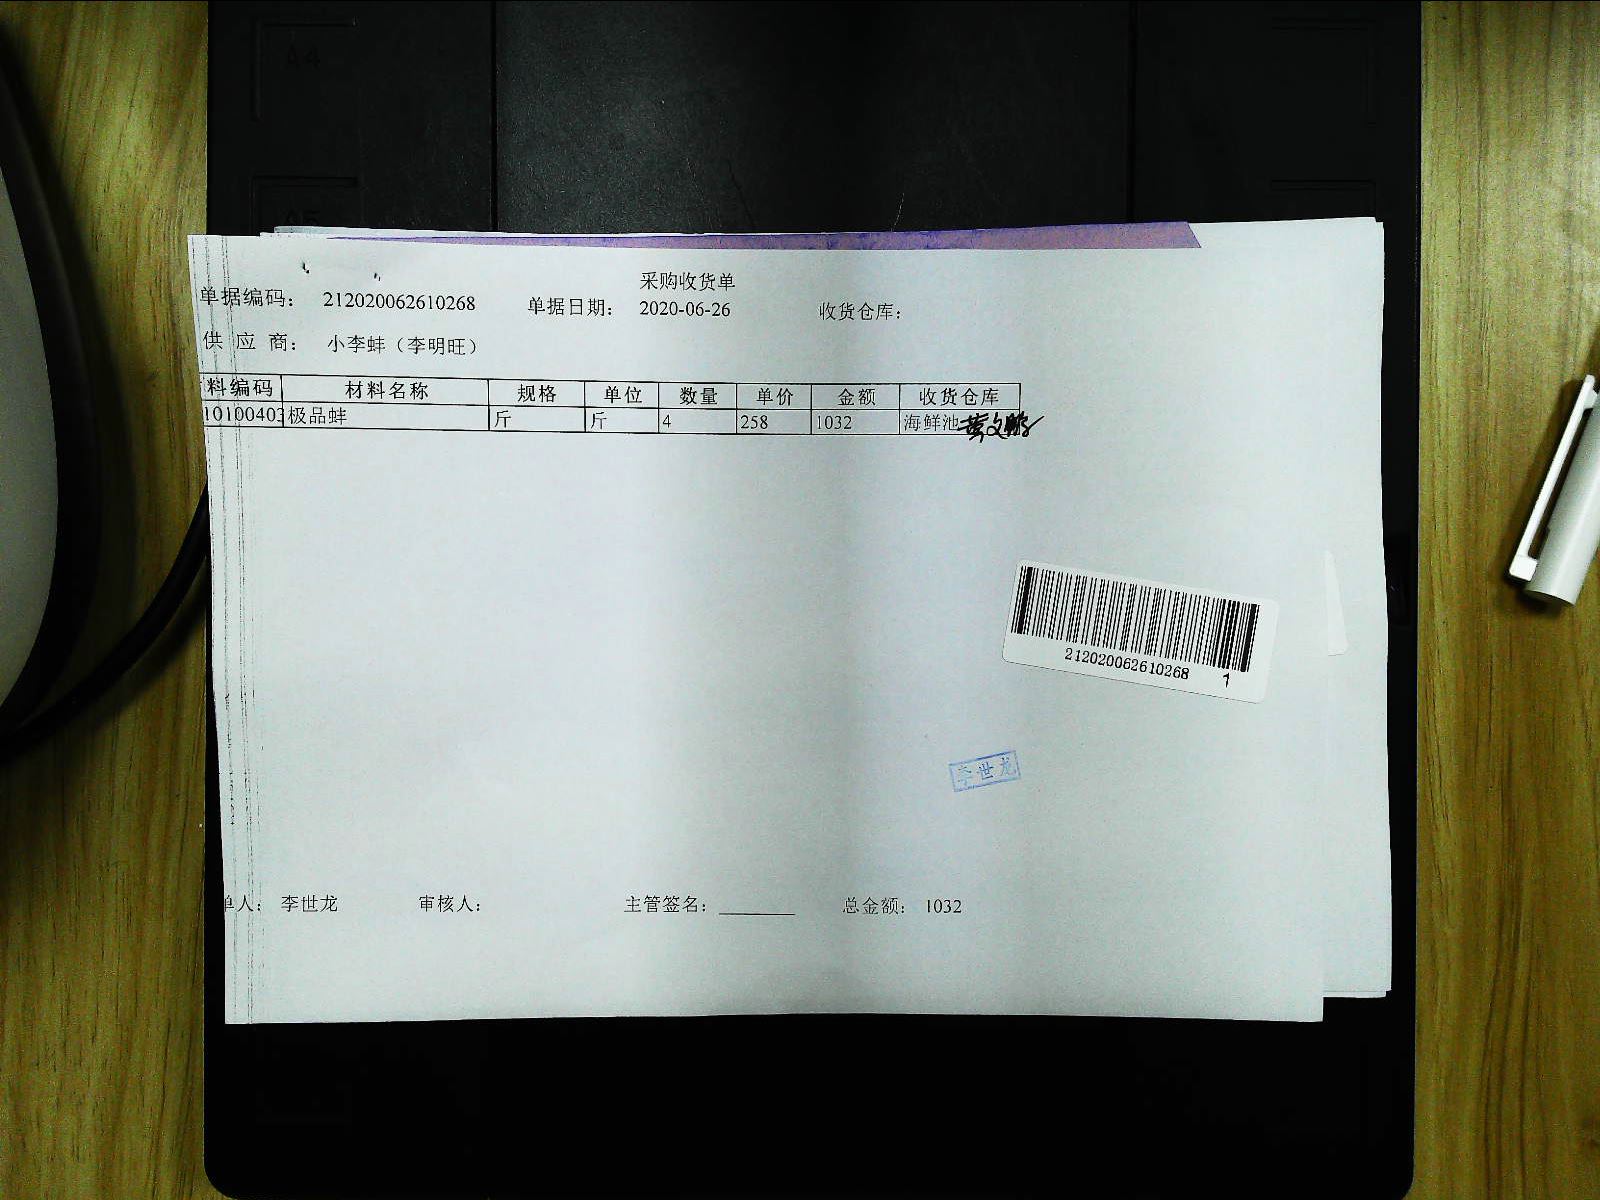 A4
A5
采购收货单
单据编码： 212020062610268 单据日期： 2020-06-26 收货仓库：
供 应 商： 小李蚌（李明旺）
料编码 材料名称 规格 单位 数量 单价 金额 收货仓库
10100403 极品蚌 斤 斤 4 258 1032 海鲜池
212020062610268 1
李世龙
单人： 李世龙 审核人： 主管签名： 总金额： 1032